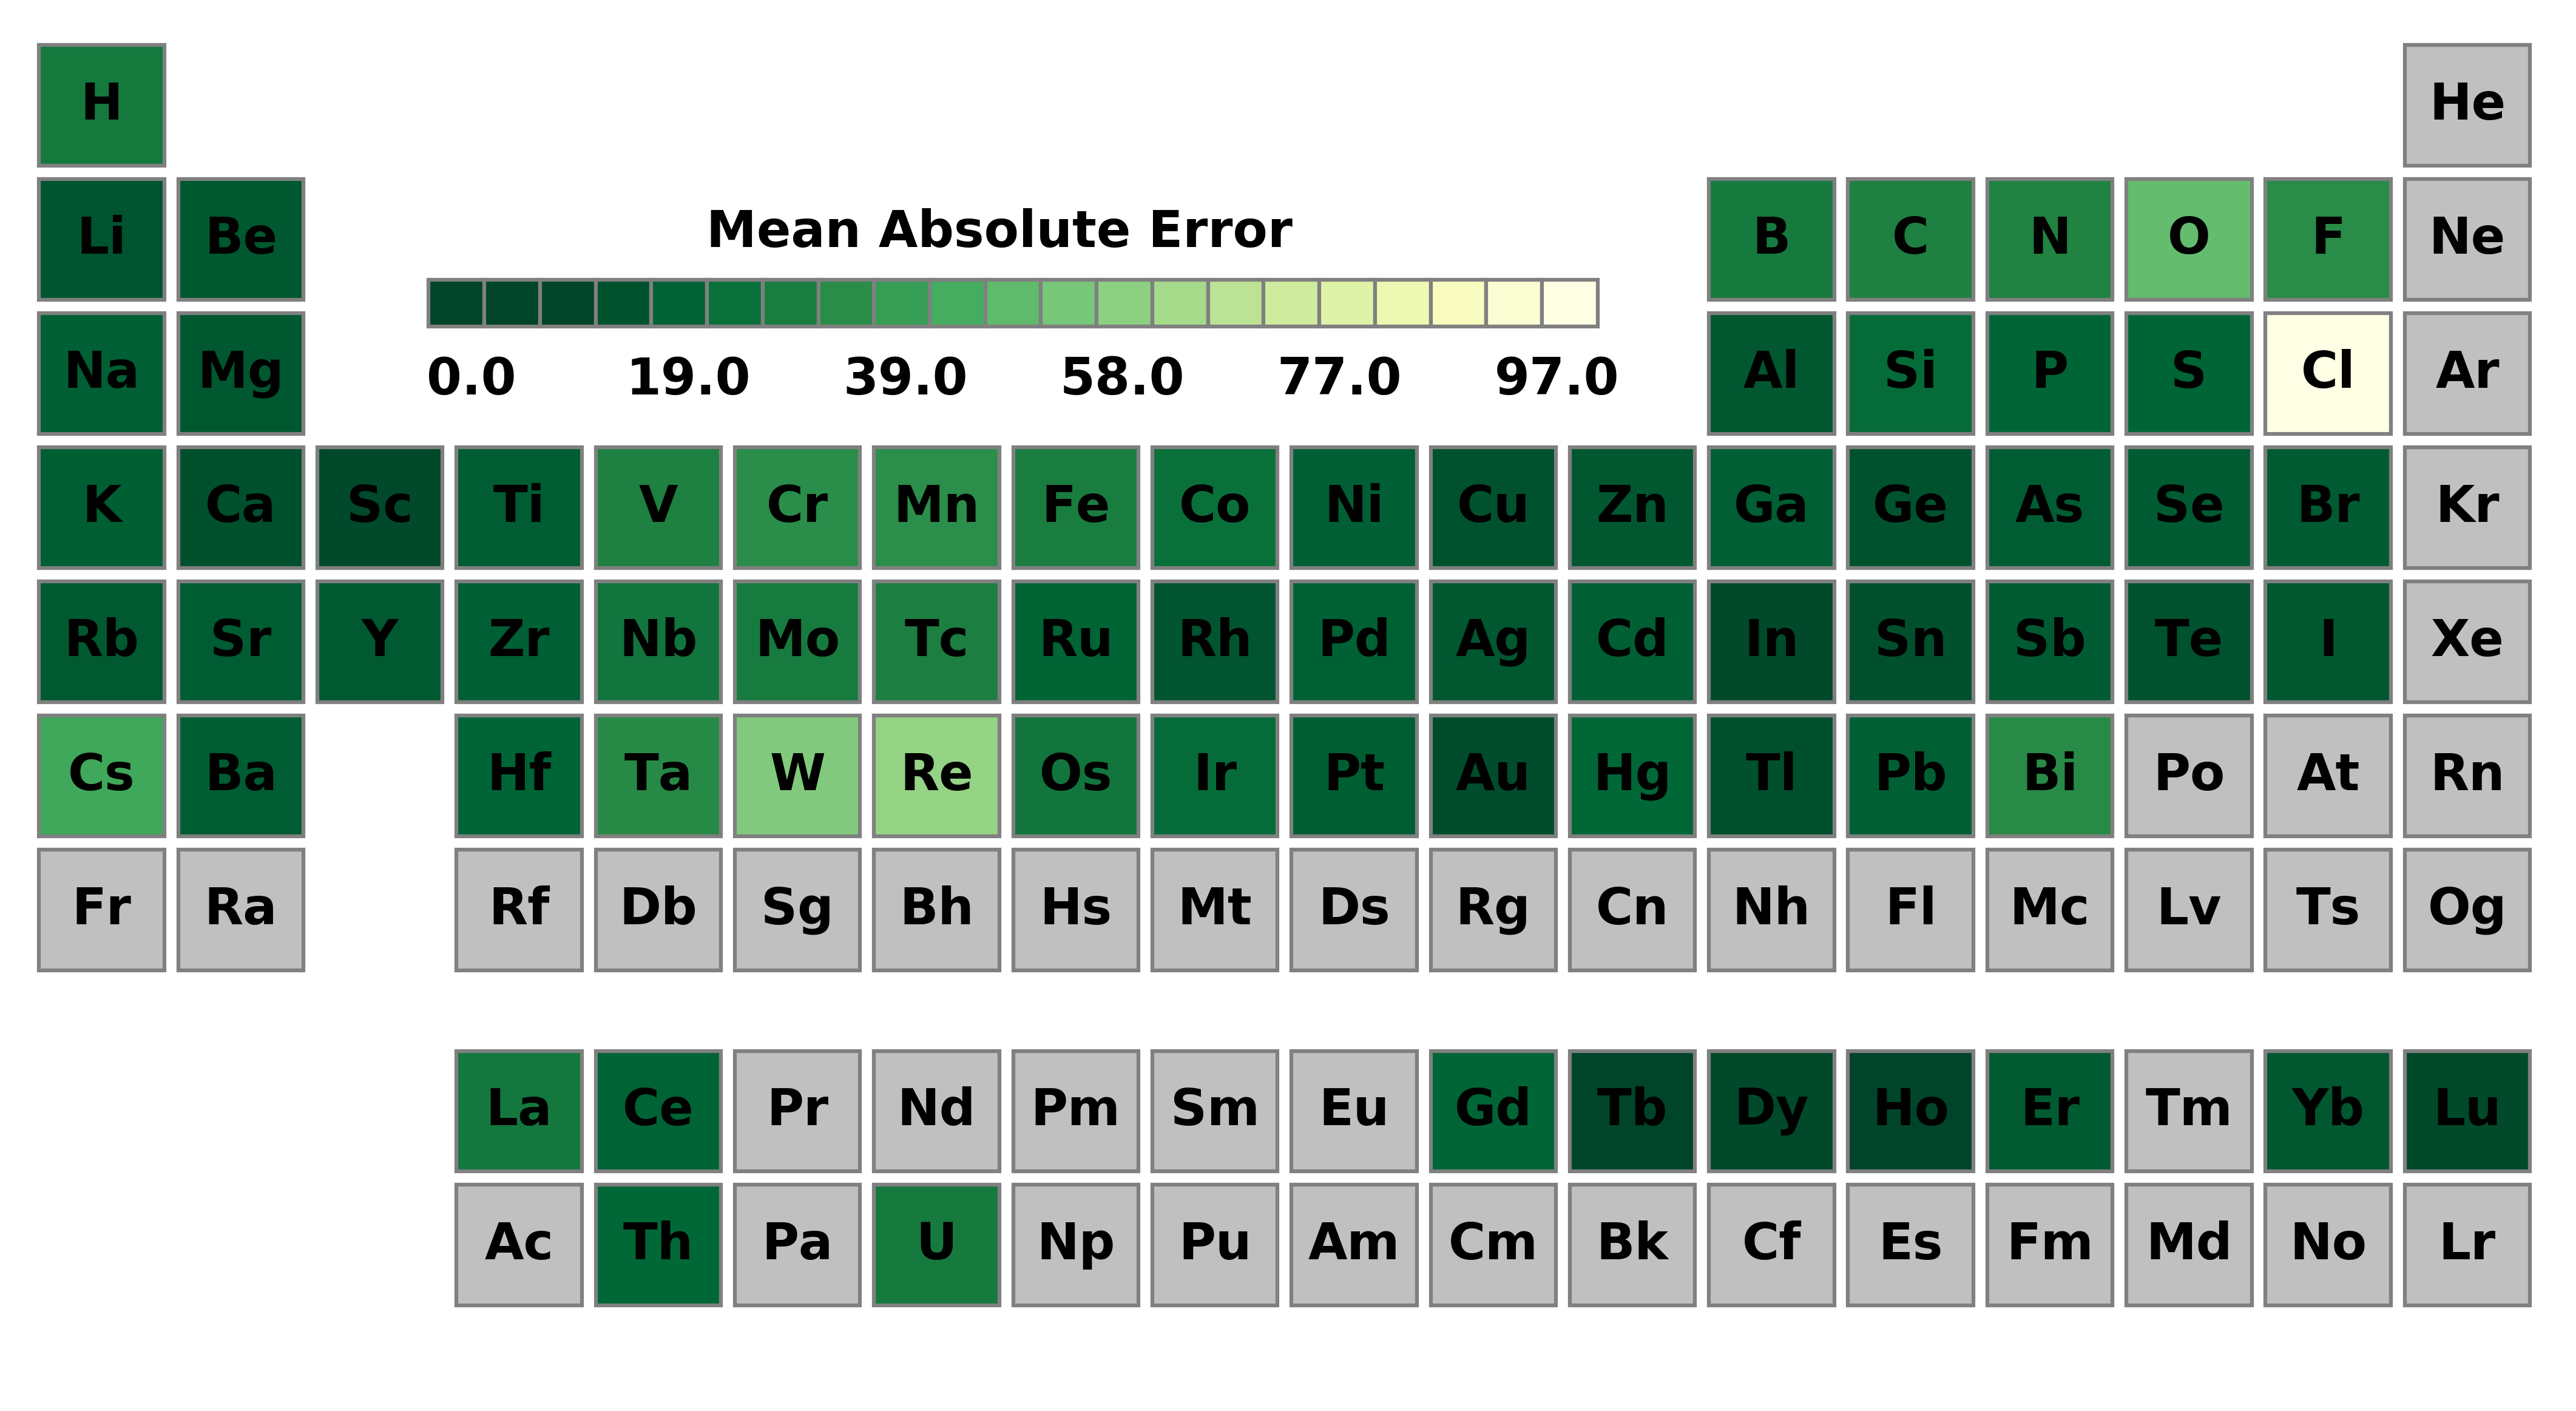 H He
Li Be B C N O F Ne
Mean Absolute Error
Na Mg Al Si P S Cl Ar
0.0 19.0 39.0 58.0 77.0 97.0
K Ca Sc Ti V Cr Mn Fe Co Ni Cu Zn Ga Ge As Se Br Kr
Rb Sr Y Zr Nb Mo Tc Ru Rh Pd Ag Cd In Sn Sb Te I Xe
Cs Ba Hf Ta W Re Os Ir Pt Au Hg Tl Pb Bi Po At Rn
Fr Ra Rf Db Sg Bh Hs Mt Ds Rg Cn Nh Fl Mc Lv Ts Og
La Ce Pr Nd Pm Sm Eu Gd Tb Dy Ho Er Tm Yb Lu
Ac Th Pa U Np Pu Am Cm Bk Cf Es Fm Md No Lr